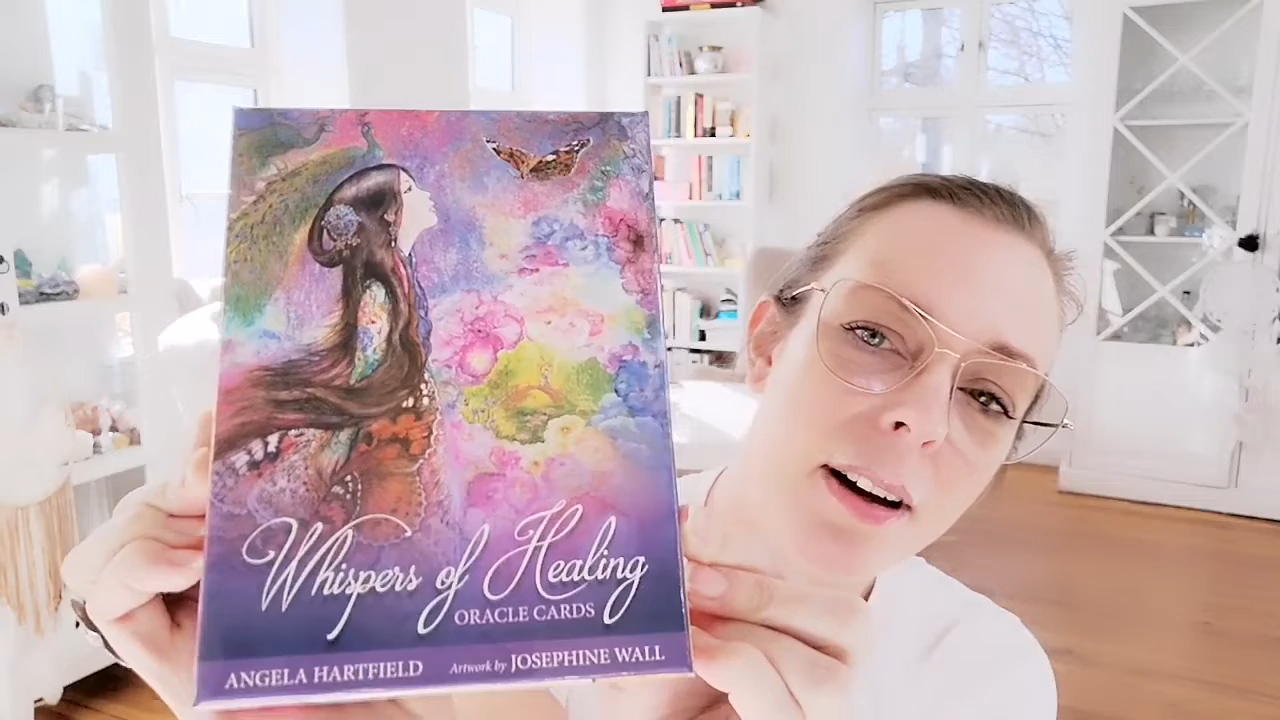 Whispers of Healing
ORACLE CARDS
ANGELA HARTFIELD Artwork by JOSEPHINE WALL